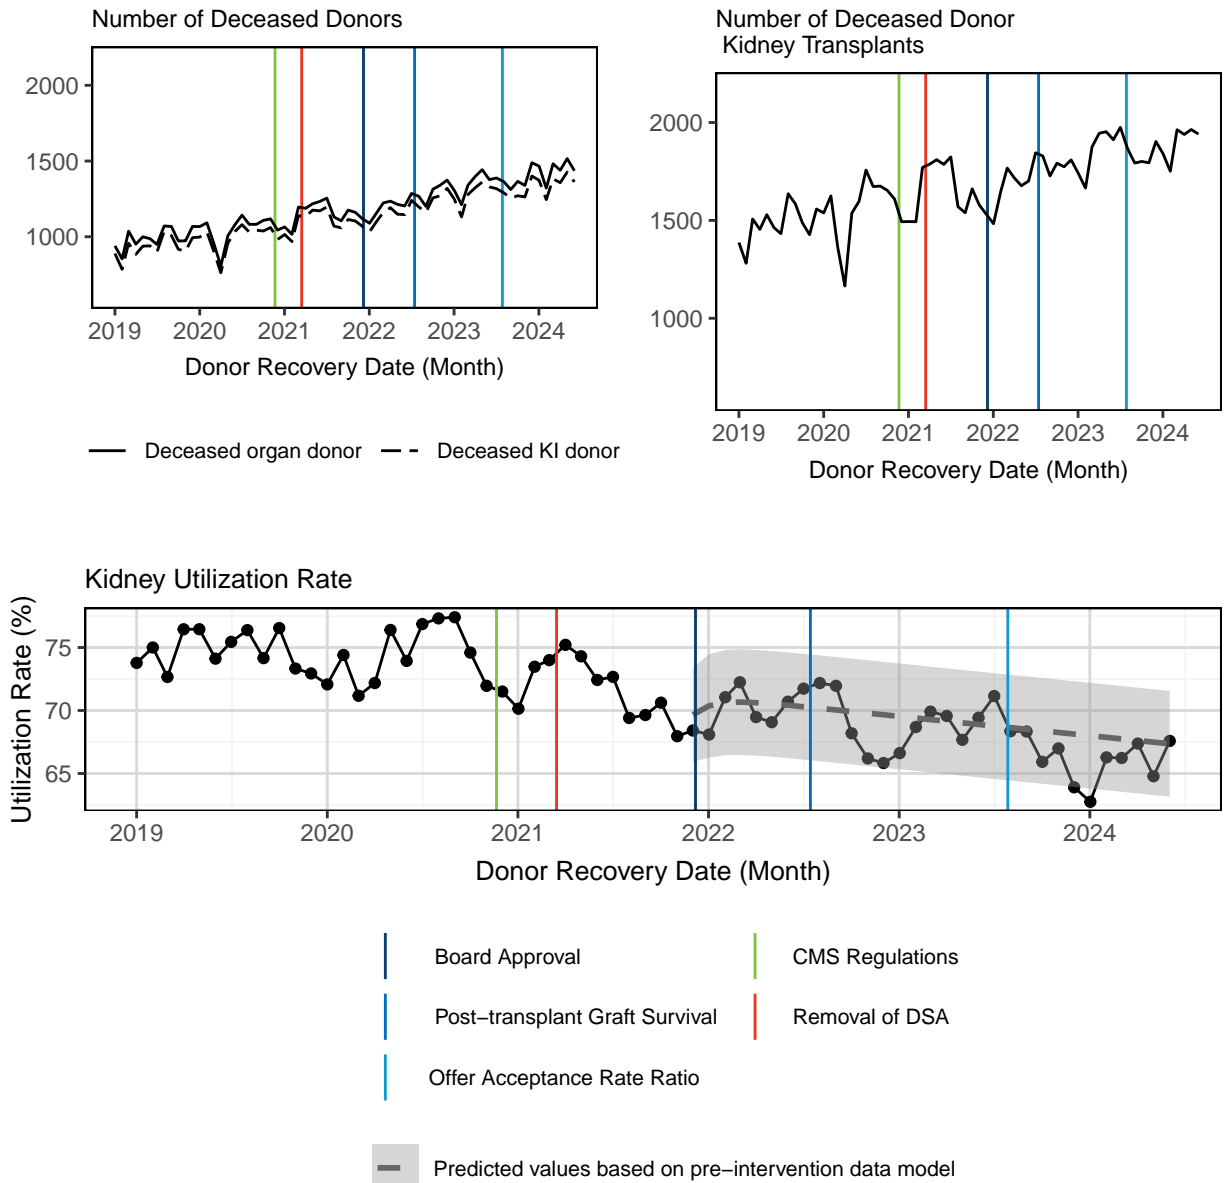 Number of Deceased Donors
2000
1500
1000
2019 2020 2021 2022 2023 2024
Donor Recovery Date (Month)
Deceased organ donor Deceased KI donor
Number of Deceased Donor
Kidney Transplants
2000
1500
1000
2019 2020 2021 2022 2023 2024
Donor Recovery Date (Month)
Kidney Utilization Rate
Utilization Rate (%)
75
70
65
2019 2020 2021 2022 2023 2024
Donor Recovery Date (Month)
Board Approval CMS Regulations
Post−transplant Graft Survival Removal of DSA
Offer Acceptance Rate Ratio
Predicted values based on pre−intervention data model